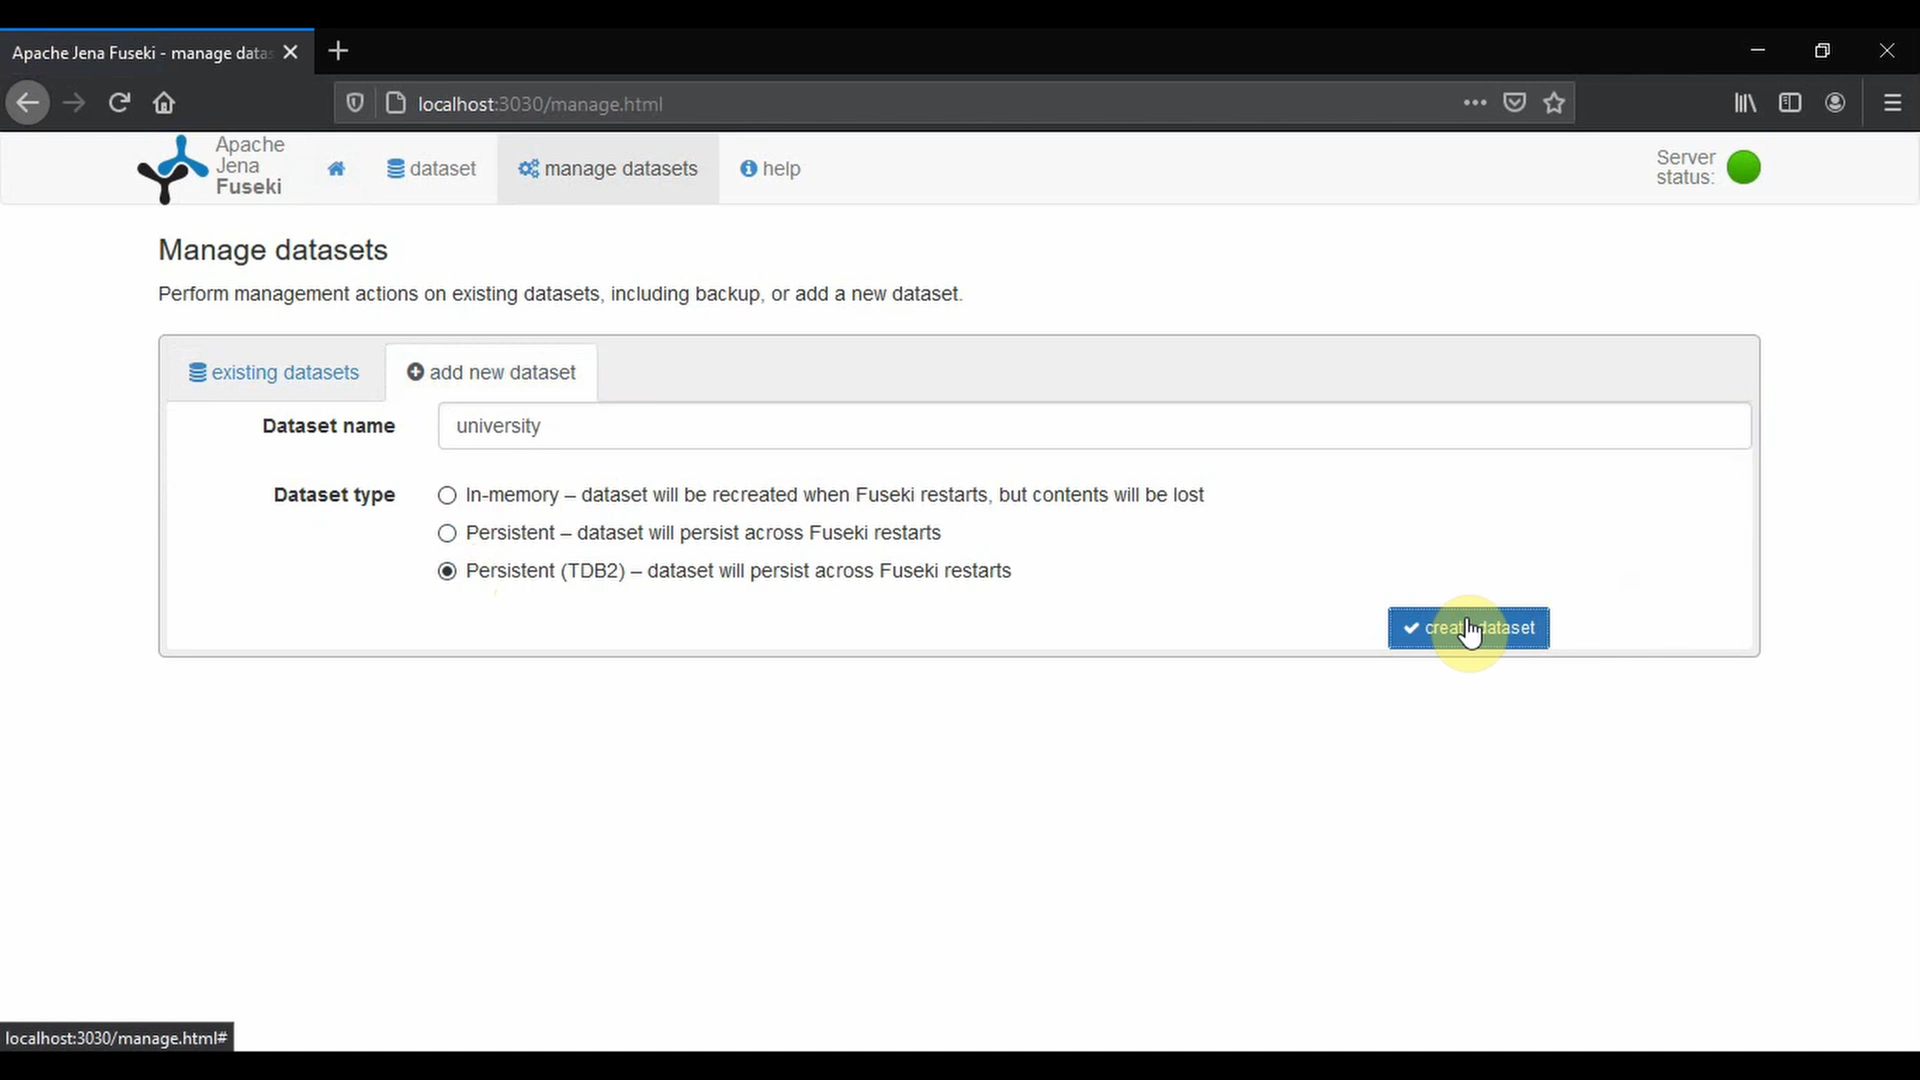 Apache Jena Fuseki - manage datas
localhost:3030/manage.html
Apache
Jena
Fuseki
dataset
manage datasets
help
Server
status:
Manage datasets
Perform management actions on existing datasets, including backup, or add a new dataset.
existing datasets
add new dataset
Dataset name
university
Dataset type
In-memory – dataset will be recreated when Fuseki restarts, but contents will be lost
Persistent – dataset will persist across Fuseki restarts
Persistent (TDB2) – dataset will persist across Fuseki restarts
create dataset
localhost:3030/manage.html#